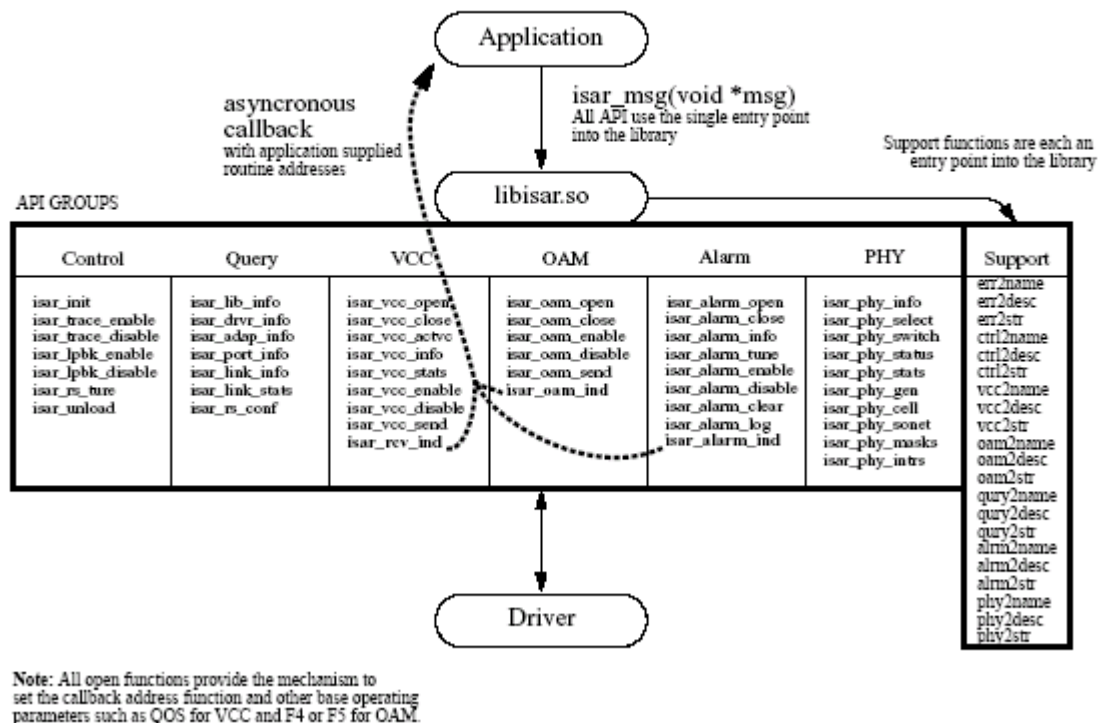 Application
asyncronous
callback
with application supplied
routine addresses
isar_msg(void *msg)
All API use the single entry point
into the library
Support functions are each an
entry point into the library
libisar.so
API GROUPS
Control
isar_init
isar_trace_enable
isar_trace_disable
isar_lpbk_enable
isar_lpbk_disable
isar_rs_ture
isar_unload
Query
isar_lib_info
isar_drvr_info
isar_adap_info
isar_port_info
isar_link_info
isar_link_stats
isar_rs_conf
VCC
isar_vcc_open
isar_vcc_close
isar_vcc_actvc
isar_vcc_info
isar_vcc_stats
isar_vcc_enable
isar_vcc_disable
isar_vcc_send
isar_rcv_ind
OAM
isar_oam_open
isar_oam_close
isar_oam_enable
isar_oam_disable
isar_oam_send
isar_oam_ind
Alarm
isar_alarm_open
isar_alarm_close
isar_alarm_info
isar_alarm_tune
isar_alarm_enable
isar_alarm_disable
isar_alarm_clear
isar_alarm_log
isar_alarm_ind
PHY
isar_phy_info
isar_phy_select
isar_phy_switch
isar_phy_status
isar_phy_stats
isar_phy_gen
isar_phy_cell
isar_phy_sonet
isar_phy_masks
isar_phy_intrs
Support
err2name
err2desc
err2str
ctrl2name
ctrl2desc
ctrl2str
vcc2name
vcc2desc
vcc2str
oam2name
oam2desc
oam2str
qury2name
qury2desc
qury2str
alrm2name
alrm2desc
alrm2str
phy2name
phy2desc
phy2str
Driver
Note: All open functions provide the mechanism to
set the callback address function and other base operating
parameters such as QOS for VCC and F4 or F5 for OAM.